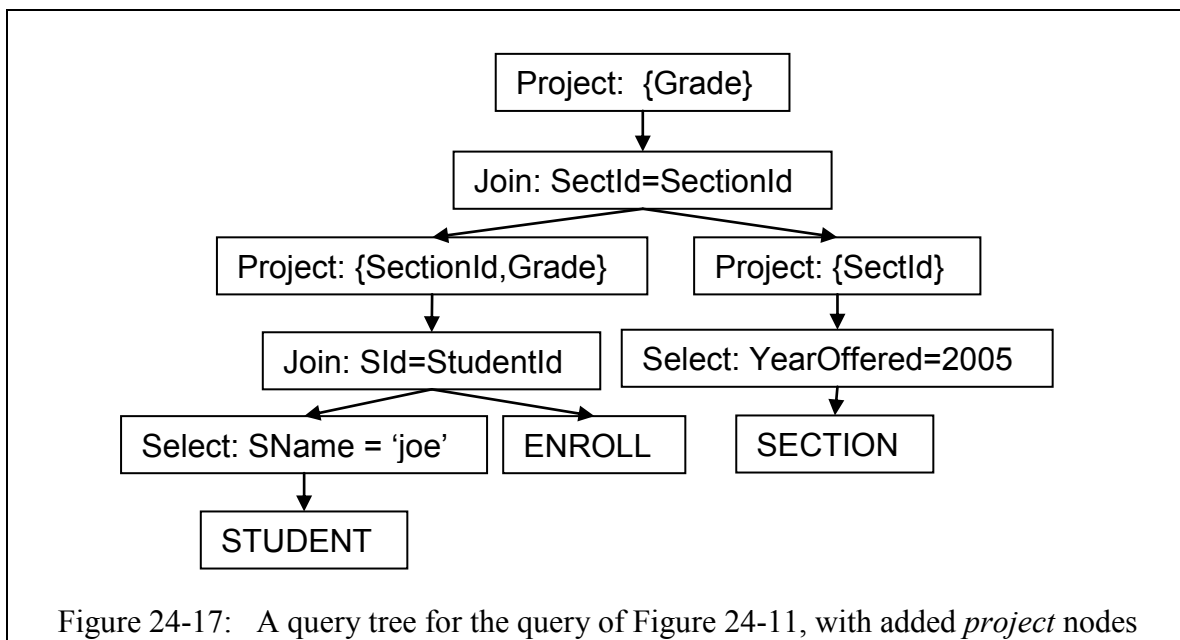 Project: {Grade}
Join: SectId=SectionId
Project: {SectionId,Grade}
Project: {SectId}
Join: SId=StudentId
Select: YearOffered=2005
Select: SName = ‘joe’
ENROLL
SECTION
STUDENT
Figure 24-17: A query tree for the query of Figure 24-11, with added project nodes